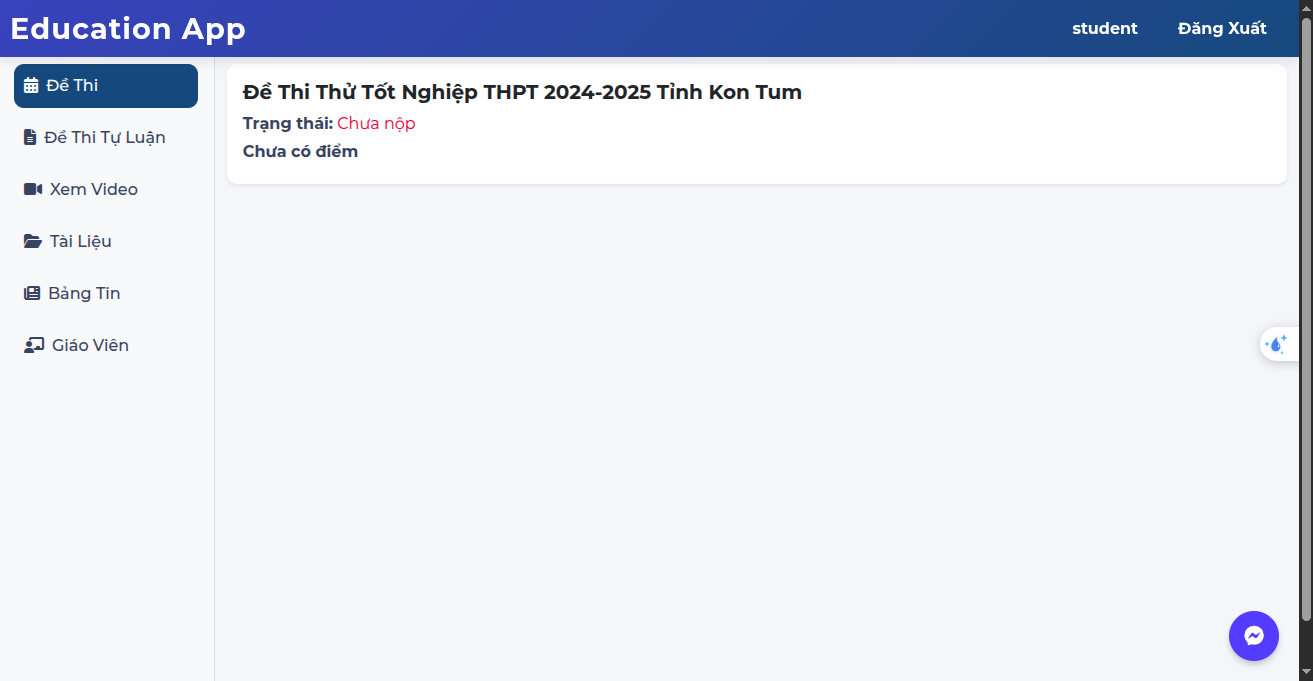 Education App
student
Đăng Xuất
Đề Thi
Đề Thi Tự Luận
Xem Video
Tài Liệu
Bảng Tin
Giáo Viên
Đề Thi Thử Tốt Nghiệp THPT 2024-2025 Tỉnh Kon Tum
Trạng thái: Chưa nộp
Chưa có điểm